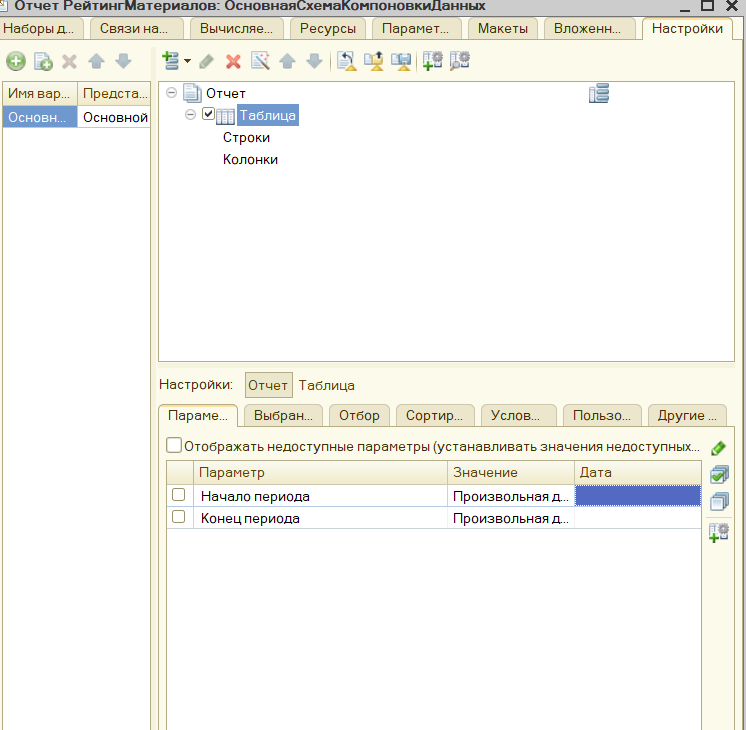 Отчет РейтингМатериалов: ОсновнаяСхемаКомпоновкиДанных
Наборы д... Связи на... Вычисляе... Ресурсы Парамет... Макеты Вложенн... Настройки
Имя вар... Предста...
Основн... Основной
Отчет
Таблица
Строки
Колонки
Настройки: Отчет Таблица
Параме... Выбран... Отбор Сортир... Услов... Пользо... Другие ...
Отображать недоступные параметры (устанавливать значения недоступных...
Параметр Значение Дата
Начало периода Произвольная д...
Конец периода Произвольная д...